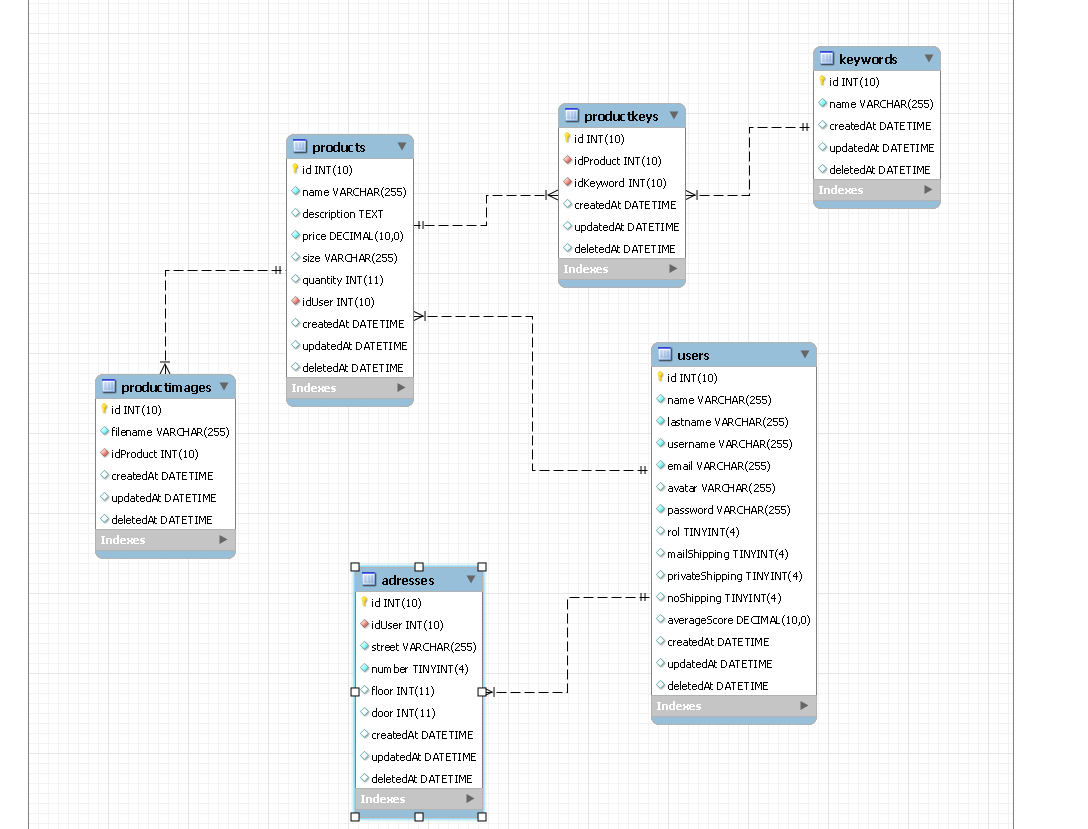 keywords
id INT(10)
name VARCHAR(255)
createdAt DATETIME
updatedAt DATETIME
deletedAt DATETIME
Indexes
productkeys
id INT(10)
idProduct INT(10)
idKeyword INT(10)
createdAt DATETIME
updatedAt DATETIME
deletedAt DATETIME
Indexes
products
id INT(10)
name VARCHAR(255)
description TEXT
price DECIMAL(10,0)
size VARCHAR(255)
quantity INT(11)
idUser INT(10)
createdAt DATETIME
updatedAt DATETIME
deletedAt DATETIME
Indexes
users
id INT(10)
name VARCHAR(255)
lastname VARCHAR(255)
username VARCHAR(255)
email VARCHAR(255)
avatar VARCHAR(255)
password VARCHAR(255)
rol TINYINT(4)
mailShipping TINYINT(4)
privateShipping TINYINT(4)
noShipping TINYINT(4)
averageScore DECIMAL(10,0)
createdAt DATETIME
updatedAt DATETIME
deletedAt DATETIME
Indexes
productimages
id INT(10)
filename VARCHAR(255)
idProduct INT(10)
createdAt DATETIME
updatedAt DATETIME
deletedAt DATETIME
Indexes
adresses
id INT(10)
idUser INT(10)
street VARCHAR(255)
number TINYINT(4)
floor INT(11)
door INT(11)
createdAt DATETIME
updatedAt DATETIME
deletedAt DATETIME
Indexes